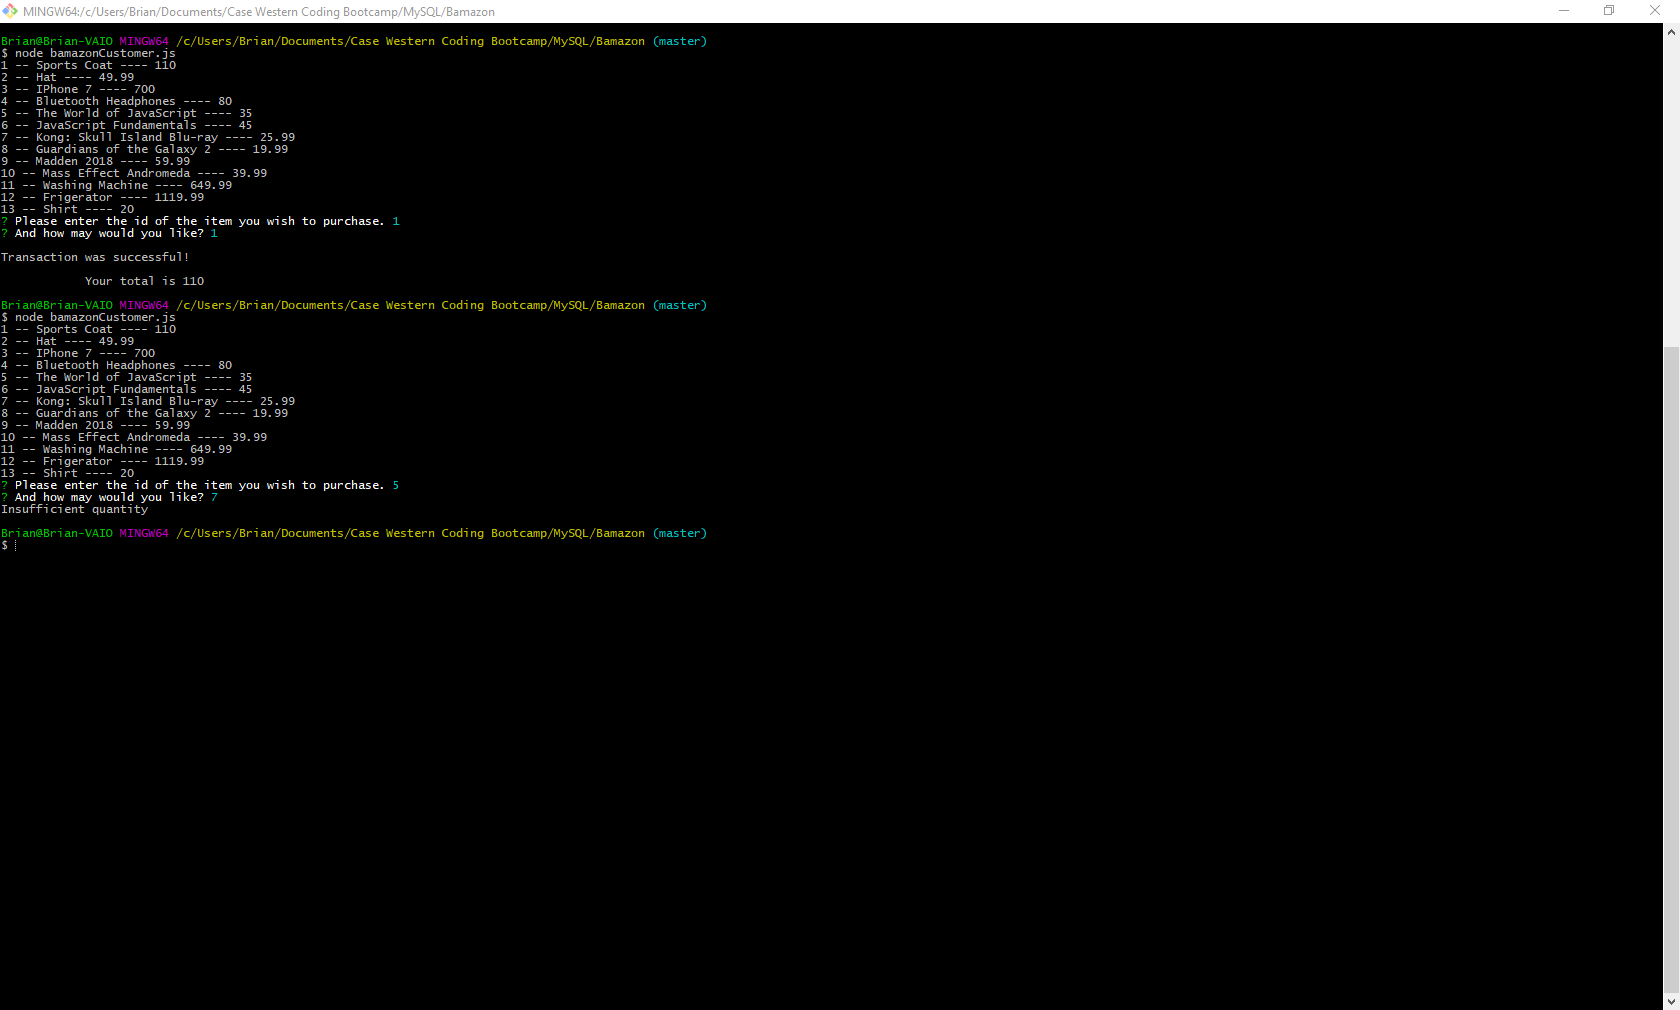 MINGW64:/c/Users/Brian/Documents/Case Western Coding Bootcamp/MySQL/Bamazon
Brian@Brian-VAIO MINGW64 /c/Users/Brian/Documents/Case Western Coding Bootcamp/MySQL/Bamazon (master)
$ node bamazonCustomer.js
1 -- Sports Coat ---- 110
2 -- Hat ---- 49.99
3 -- IPhone 7 ---- 700
4 -- Bluetooth Headphones ---- 80
5 -- The World of JavaScript ---- 35
6 -- JavaScript Fundamentals ---- 45
7 -- Kong: Skull Island Blu-ray ---- 25.99
8 -- Guardians of the Galaxy 2 ---- 19.99
9 -- Madden 2018 ---- 59.99
10 -- Mass Effect Andromeda ---- 39.99
11 -- Washing Machine ---- 649.99
12 -- Frigerator ---- 1119.99
13 -- Shirt ---- 20
? Please enter the id of the item you wish to purchase. 1
? And how may would you like? 1
Transaction was successful!
Your total is 110
Brian@Brian-VAIO MINGW64 /c/Users/Brian/Documents/Case Western Coding Bootcamp/MySQL/Bamazon (master)
$ node bamazonCustomer.js
1 -- Sports Coat ---- 110
2 -- Hat ---- 49.99
3 -- IPhone 7 ---- 700
4 -- Bluetooth Headphones ---- 80
5 -- The World of JavaScript ---- 35
6 -- JavaScript Fundamentals ---- 45
7 -- Kong: Skull Island Blu-ray ---- 25.99
8 -- Guardians of the Galaxy 2 ---- 19.99
9 -- Madden 2018 ---- 59.99
10 -- Mass Effect Andromeda ---- 39.99
11 -- Washing Machine ---- 649.99
12 -- Frigerator ---- 1119.99
13 -- Shirt ---- 20
? Please enter the id of the item you wish to purchase. 5
? And how may would you like? 7
Insufficient quantity
Brian@Brian-VAIO MINGW64 /c/Users/Brian/Documents/Case Western Coding Bootcamp/MySQL/Bamazon (master)
$